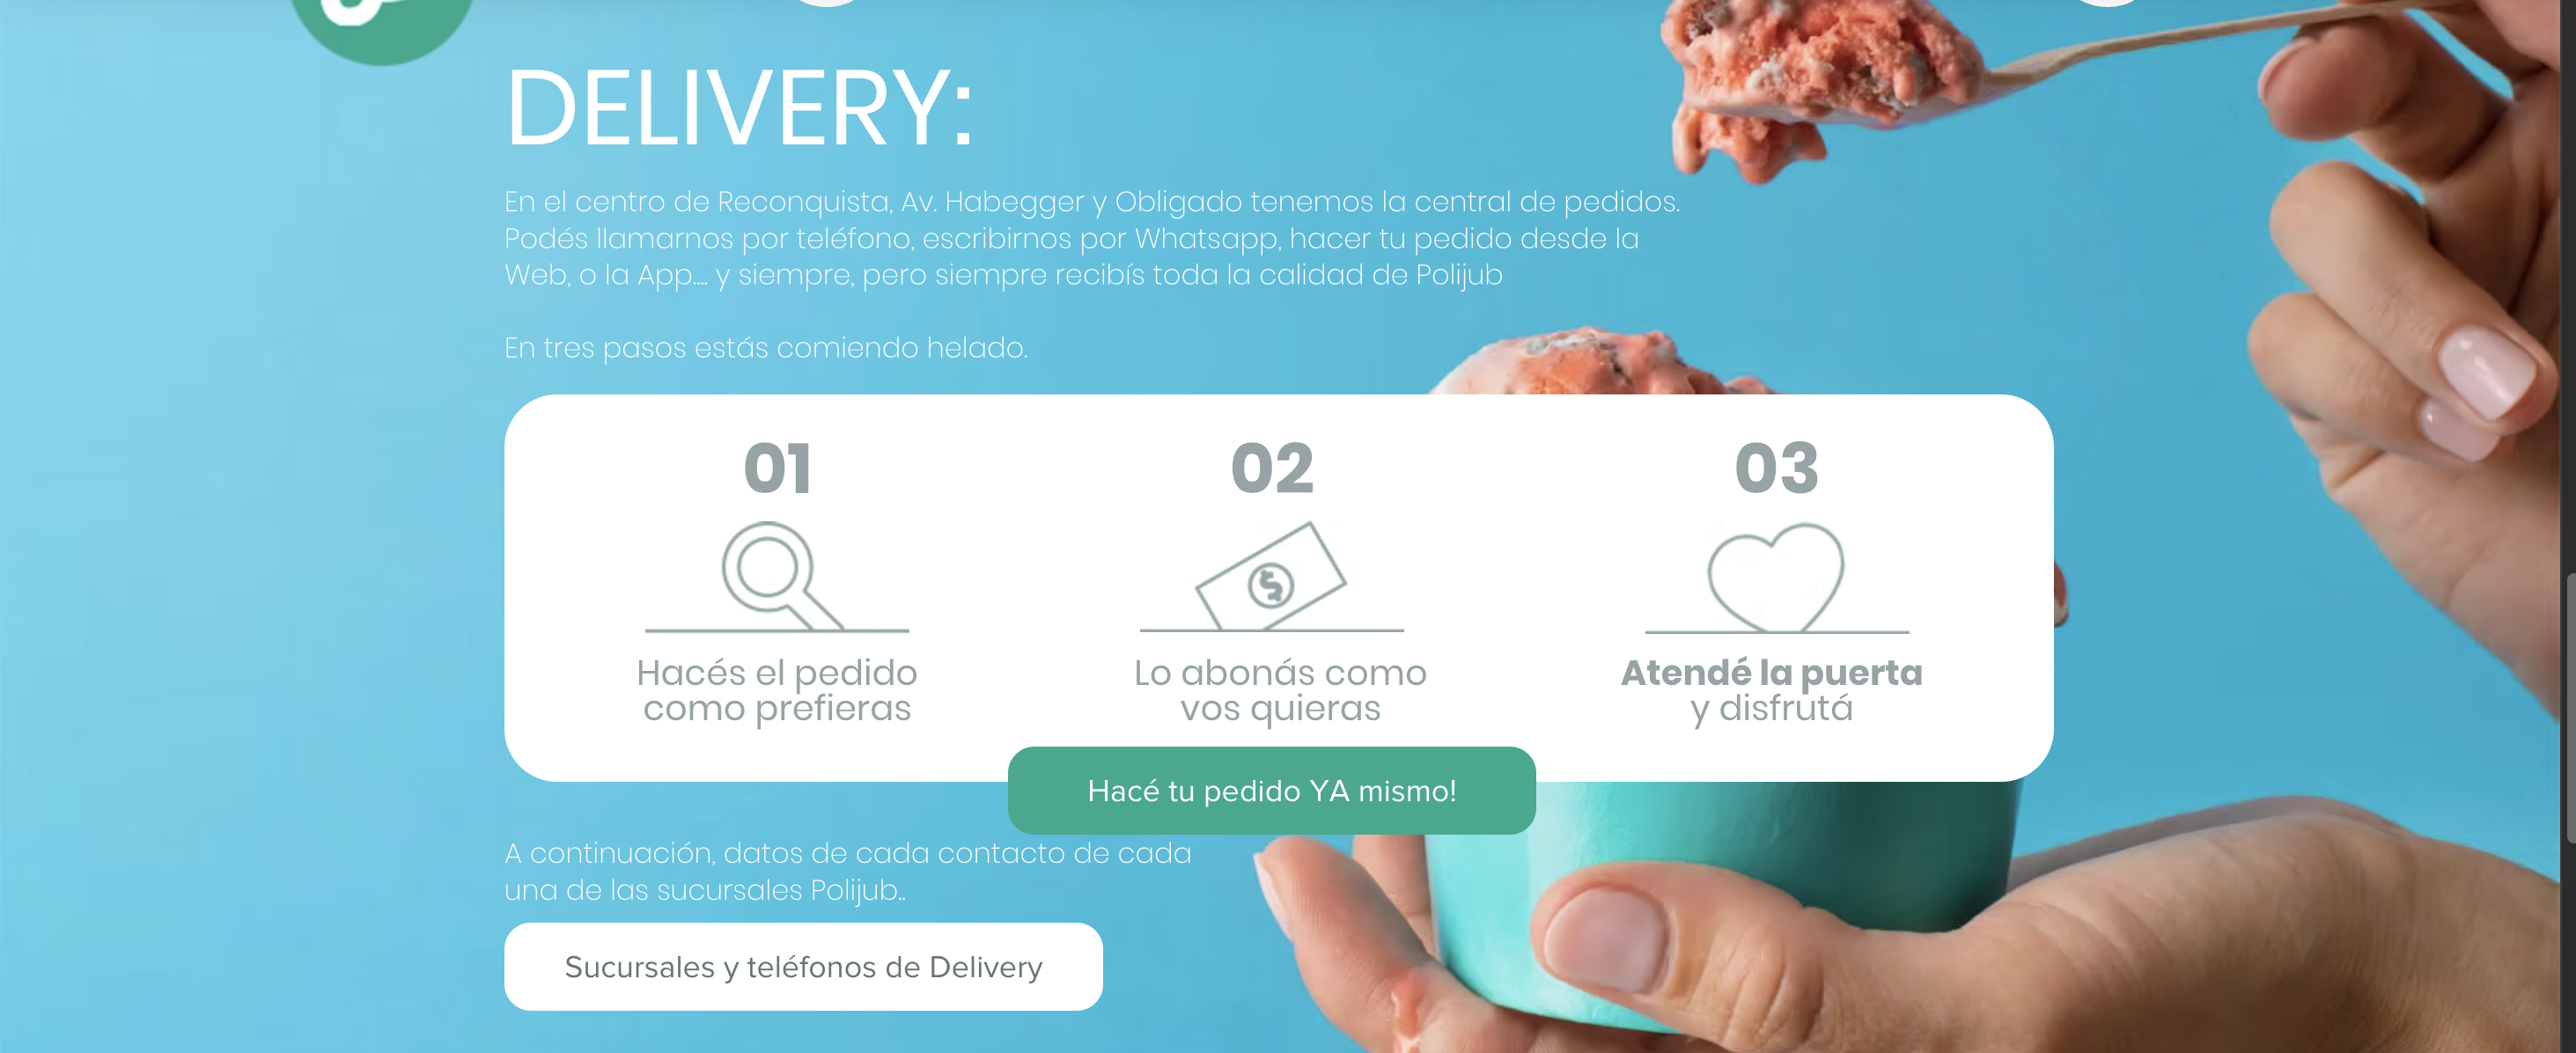 DELIVERY:
En el centro de Reconquista, Av. Habegger y Obligado tenemos la central de pedidos.
Podés llamarnos por teléfono, escribirnos por Whatsapp, hacer tu pedido desde la
Web, o la App.... y siempre, pero siempre recibís toda la calidad de Polijub
En tres pasos estás comiendo helado.
01
02
03
Hacés el pedido
como prefieras
Lo abonás como
vos quieras
Atendé la puerta
y disfrutá
Hacé tu pedido YA mismo!
A continuación, datos de cada contacto de cada
una de las sucursales Polijub..
Sucursales y teléfonos de Delivery